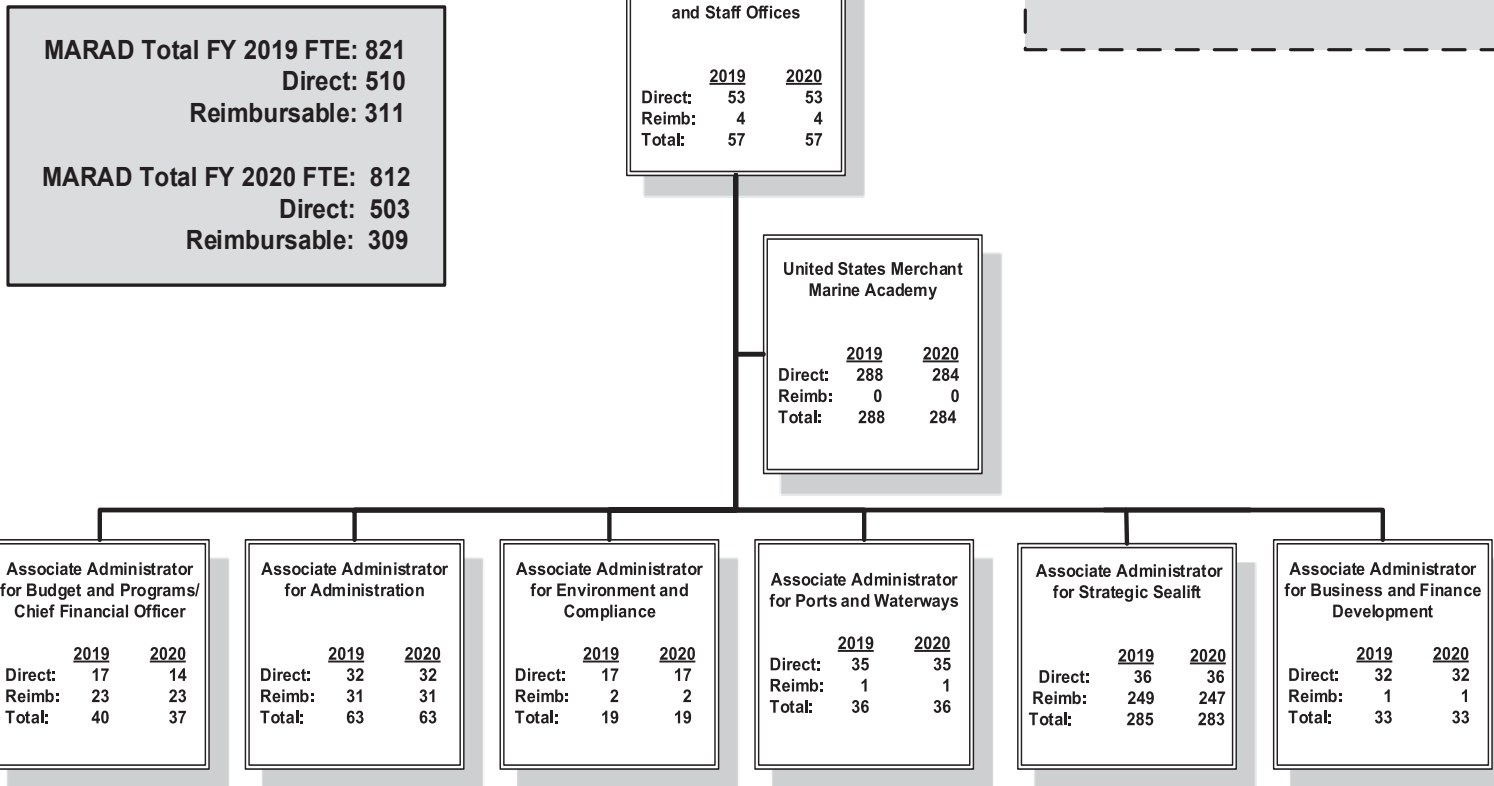 MARAD Total FY 2019 FTE: 821
Direct: 510
Reimbursable: 311
MARAD Total FY 2020 FTE: 812
Direct: 503
Reimbursable: 309
and Staff Offices
2019 2020
Direct: 53 53
Reimb: 4 4
Total: 57 57
United States Merchant
Marine Academy
2019 2020
Direct: 288 284
Reimb: 0 0
Total: 288 284
Associate Administrator
for Budget and Programs/
Chief Financial Officer
2019 2020
Direct: 17 14
Reimb: 23 23
Total: 40 37
Associate Administrator
for Administration
2019 2020
Direct: 32 32
Reimb: 31 31
Total: 63 63
Associate Administrator
for Environment and
Compliance
2019 2020
Direct: 17 17
Reimb: 2 2
Total: 19 19
Associate Administrator
for Ports and Waterways
2019 2020
Direct: 35 35
Reimb: 1 1
Total: 36 36
Associate Administrator
for Strategic Sealift
2019 2020
Direct: 36 36
Reimb: 249 247
Total: 285 283
Associate Administrator
for Business and Finance
Development
2019 2020
Direct: 32 32
Reimb: 1 1
Total: 33 33